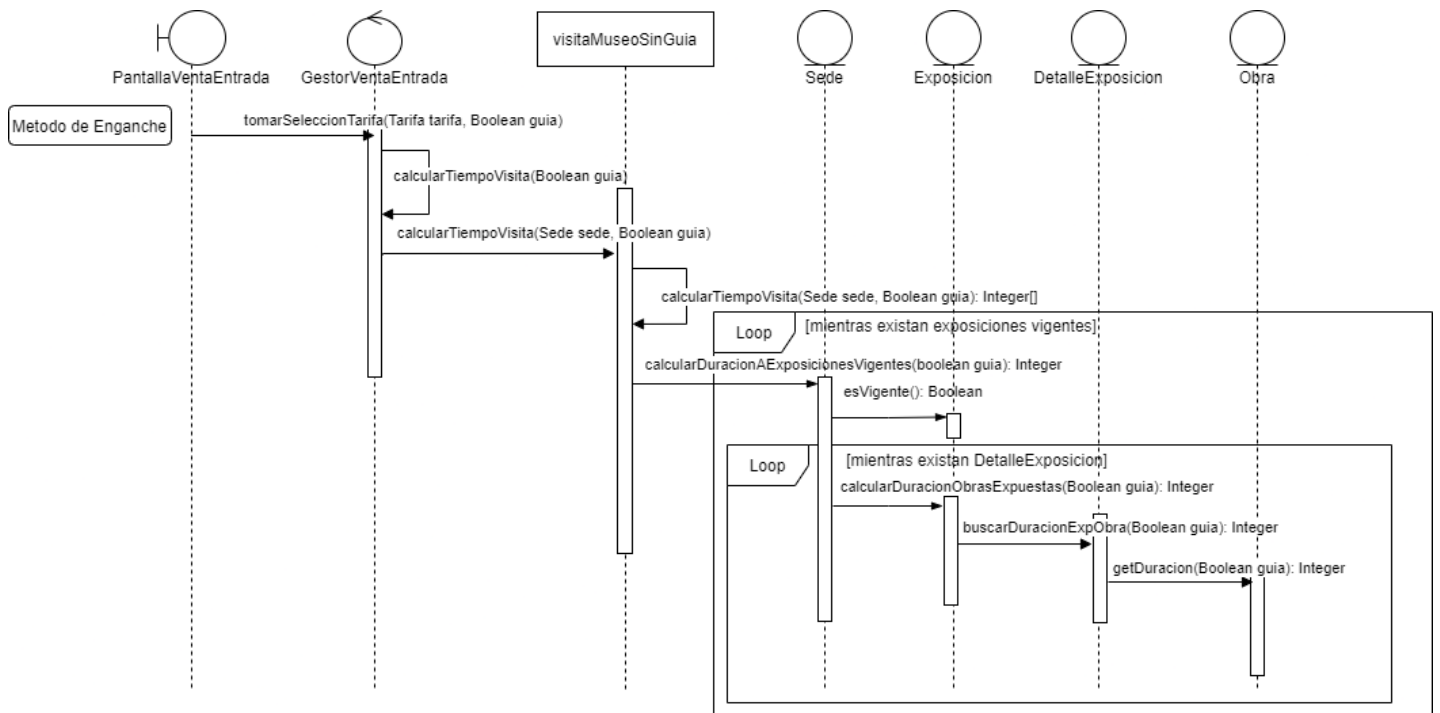 visitaMuseoSinGuia
PantallaVentaEntrada
GestorVentaEntrada
Sede
Exposicion
DetalleExposicion
Obra
Metodo de Enganche
tomarSeleccionTarifa(Tarifa tarifa, Boolean guia)
calcularTiempoVisita(Boolean guia)
calcularTempoVisita(Sede sede, Boolean guia)
calcularTiempoVisita(Sede sede, Boolean guia): Integer[]
Loop
[mientras existan exposiciones vigentes]
calcularDuracionAExposicionesVigentes(boolean guia): Integer
esVigente(): Boolean
Loop
[mientras existan DetalleExposicion]
calcularDuracionObrasExpuestas(Boolean guia): Integer
buscarDuracionExpObra(Boolean guia): Integer
getDuracion(Boolean guia): Integer